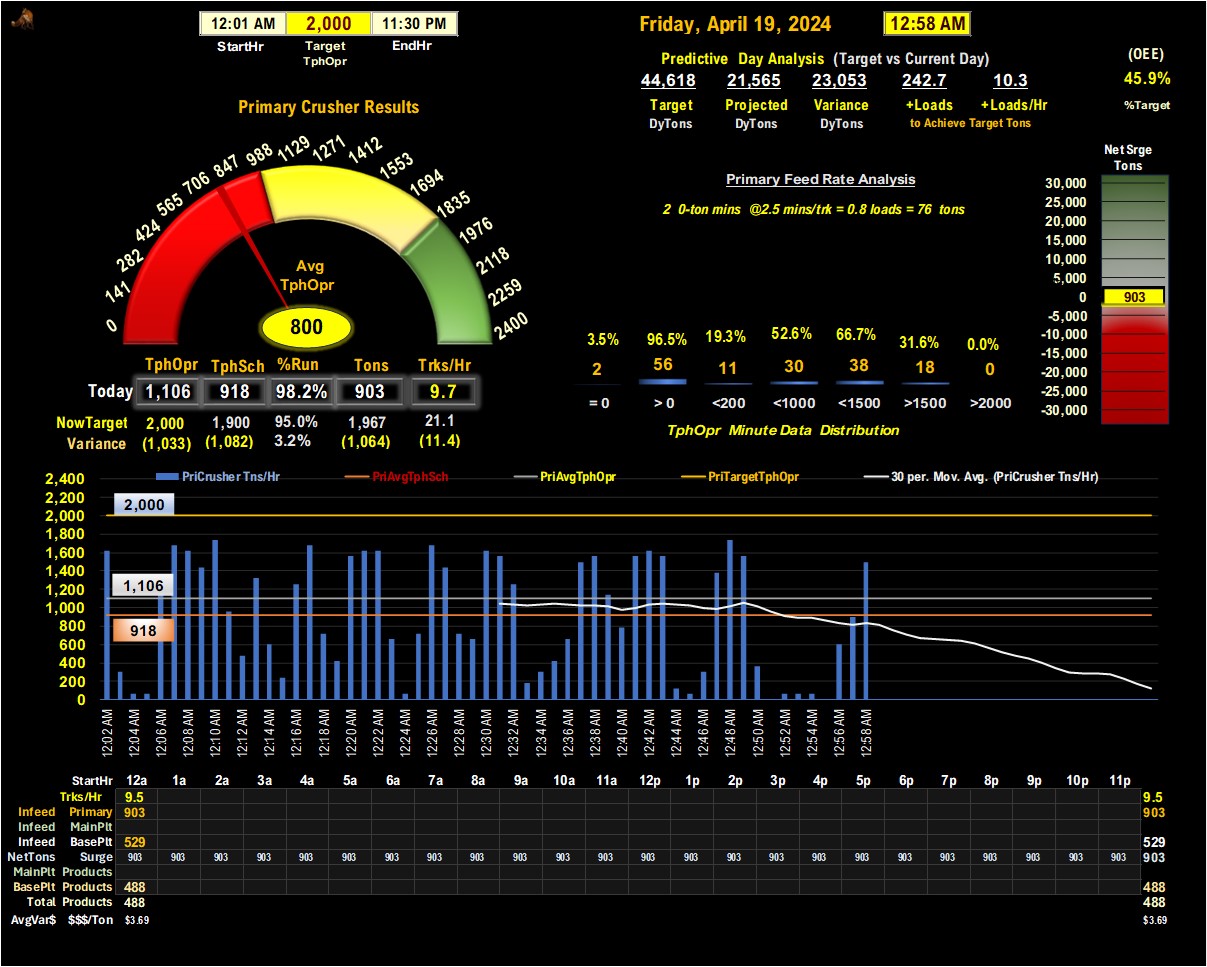 12:01 AM 2,000 11:30 PM
StartHr Target EndHr
TphOpr
Friday, April 19, 2024 12:58 AM
Predictive Day Analysis (Target vs Current Day)
44,618 21,565 23,053 242.7 10.3
Target Projected Variance +Loads +Loads/Hr
DyTons DyTons DyTons to Achieve Target Tons
(OEE)
45.9%
%Target
Primary Crusher Results
0 141 282 424 565 706 847 988 1129 1271 1412 1553 1694 1835 1976 2118 2259 2400
Avg
TphOpr
800
Primary Feed Rate Analysis
2 0-ton mins @2.5 mins/trk = 0.8 loads = 76 tons
Net Srge
Tons
30,000
25,000
20,000
15,000
10,000
5,000
0 903
-5,000
-10,000
-15,000
-20,000
-25,000
-30,000
3.5% 96.5% 19.3% 52.6% 66.7% 31.6% 0.0%
2 56 11 30 38 18 0
= 0 > 0 <200 <1000 <1500 >1500 >2000
TphOpr Minute Data Distribution
TphOpr TphSch %Run Tons Trks/Hr
Today 1,106 918 98.2% 903 9.7
NowTarget 2,000 1,900 95.0% 1,967 21.1
Variance (1,033) (1,082) 3.2% (1,064) (11.4)
PriCrusher Tns/Hr PriAvgTphSch PriAvgTphOpr PriTargetTphOpr 30 per. Mov. Avg. (PriCrusher Tns/Hr)
2,400
2,200
2,000
1,800
1,600
1,400
1,200
1,000
800
600
400
200
0
2,000
1,106
918
12:02 AM 12:04 AM 12:06 AM 12:08 AM 12:10 AM 12:12 AM 12:14 AM 12:16 AM 12:18 AM 12:20 AM 12:22 AM 12:24 AM 12:26 AM 12:28 AM 12:30 AM 12:32 AM 12:34 AM 12:36 AM 12:38 AM 12:40 AM 12:42 AM 12:44 AM 12:46 AM 12:48 AM 12:50 AM 12:52 AM 12:54 AM 12:56 AM 12:58 AM
StartHr 12a 1a 2a 3a 4a 5a 6a 7a 8a 9a 10a 11a 12p 1p 2p 3p 4p 5p 6p 7p 8p 9p 10p 11p
Trks/Hr 9.5 9.5
Infeed Primary 903 903
Infeed MainPlt
Infeed BasePlt 529 529
NetTons Surge 903 903 903 903 903 903 903 903 903 903 903 903 903 903 903 903 903 903 903 903 903 903 903 903 903
MainPlt Products
BasePlt Products 488 488
Total Products 488 488
AvgVar$ $$$/Ton $3.69 $3.69